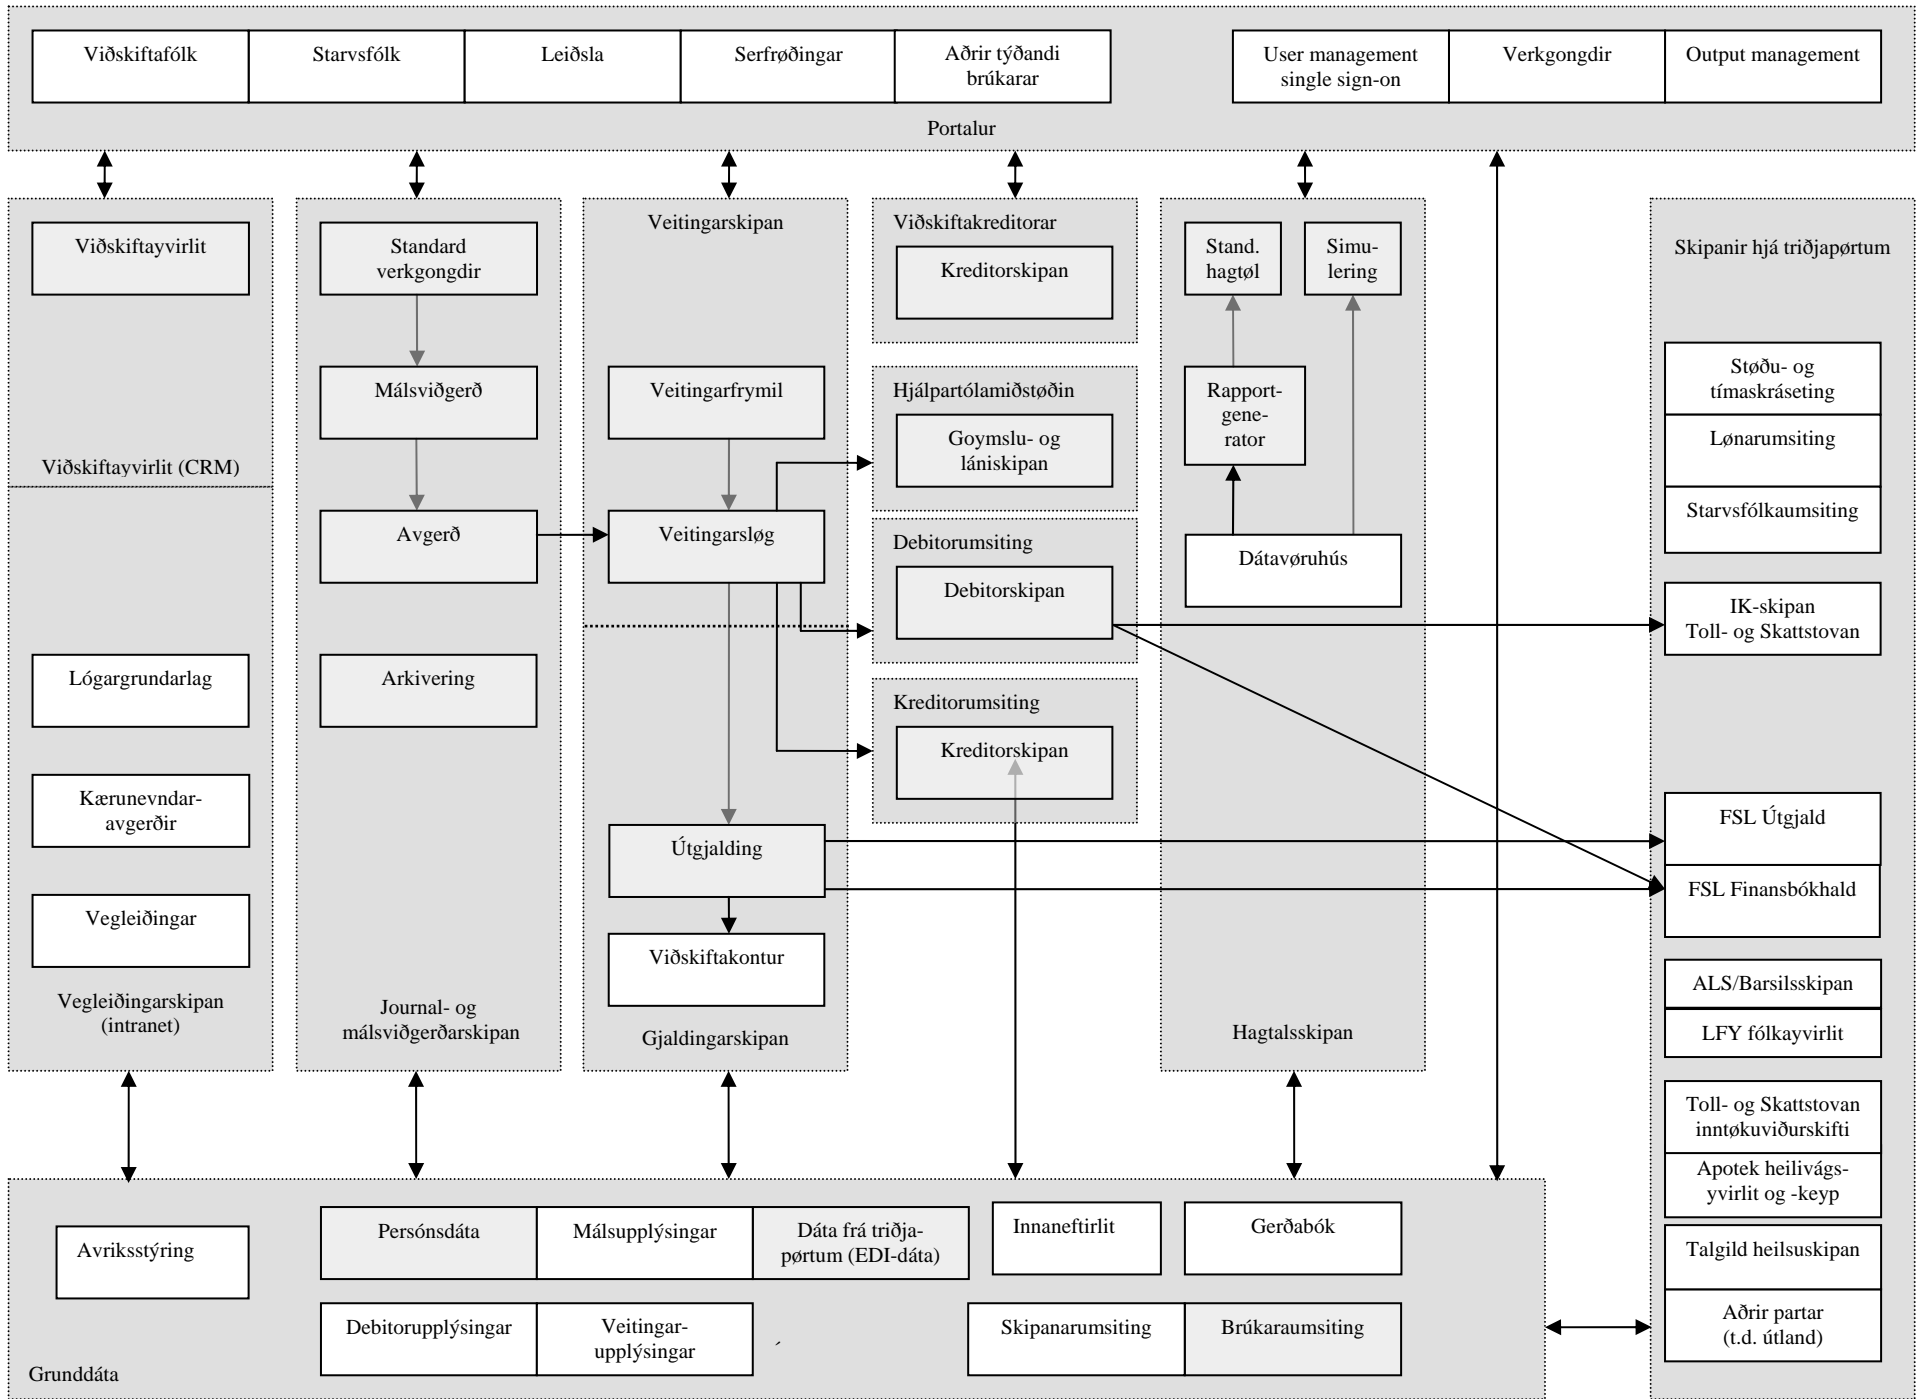 Viðskiftafólk
Starvsfólk
Leiðsla
Serfrøðingar
Aðrir týðandi
brúkarar
User management
single sign-on
Verkgongdir
Output management
Portalur
Viðskiftayvirlit
Viðskiftayvirlit (CRM)
Lógargrundarlag
Kærunevndar-
avgerðir
Vegleiðingar
Vegleiðingarskipan
(intranet)
Standard
verkgongdir
Málsviðgerð
Avgerð
Arkivering
Journal- og
málsviðgerðarskipan
Veitingarskipan
Veitingarfrymil
Veitingarsløg
Útgjalding
Viðskiftakontur
Gjaldingarskipan
Viðskiftakreditorar
Kreditorskipan
Hjálpartólamiðstøðin
Goymslu- og
lániskipan
Debitorumsiting
Debitorskipan
Kreditorumsiting
Kreditorskipan
Stand.
hagtøl
Simu-
lering
Rapport-
gene-
rator
Dátavøruhús
Hagtalsskipan
Skipanir hjá triðjapørtum
Støðu- og
tímaskráseting
Lønarumsiting
Starvsfólkaumsiting
IK-skipan
Toll- og Skattstovan
FSL Útgjald
FSL Finansbókhald
ALS/Barsilsskipan
LFY fólkayvirlit
Toll- og Skattstovan
inntøkuviðurskifti
Apotek heilivágs-
yvirlit og -keyp
Talgild heilsuskipan
Aðrir partar
(t.d. útland)
Avriksstýring
Persónsdáta
Málsupplýsingar
Dáta frá triðja-
pørtum (EDI-dáta)
Innaneftirlit
Gerðabók
Debitorupplýsingar
Veitingar-
upplýsingar
´
Skipanarumsiting
Brúkaraumsiting
Grunddáta